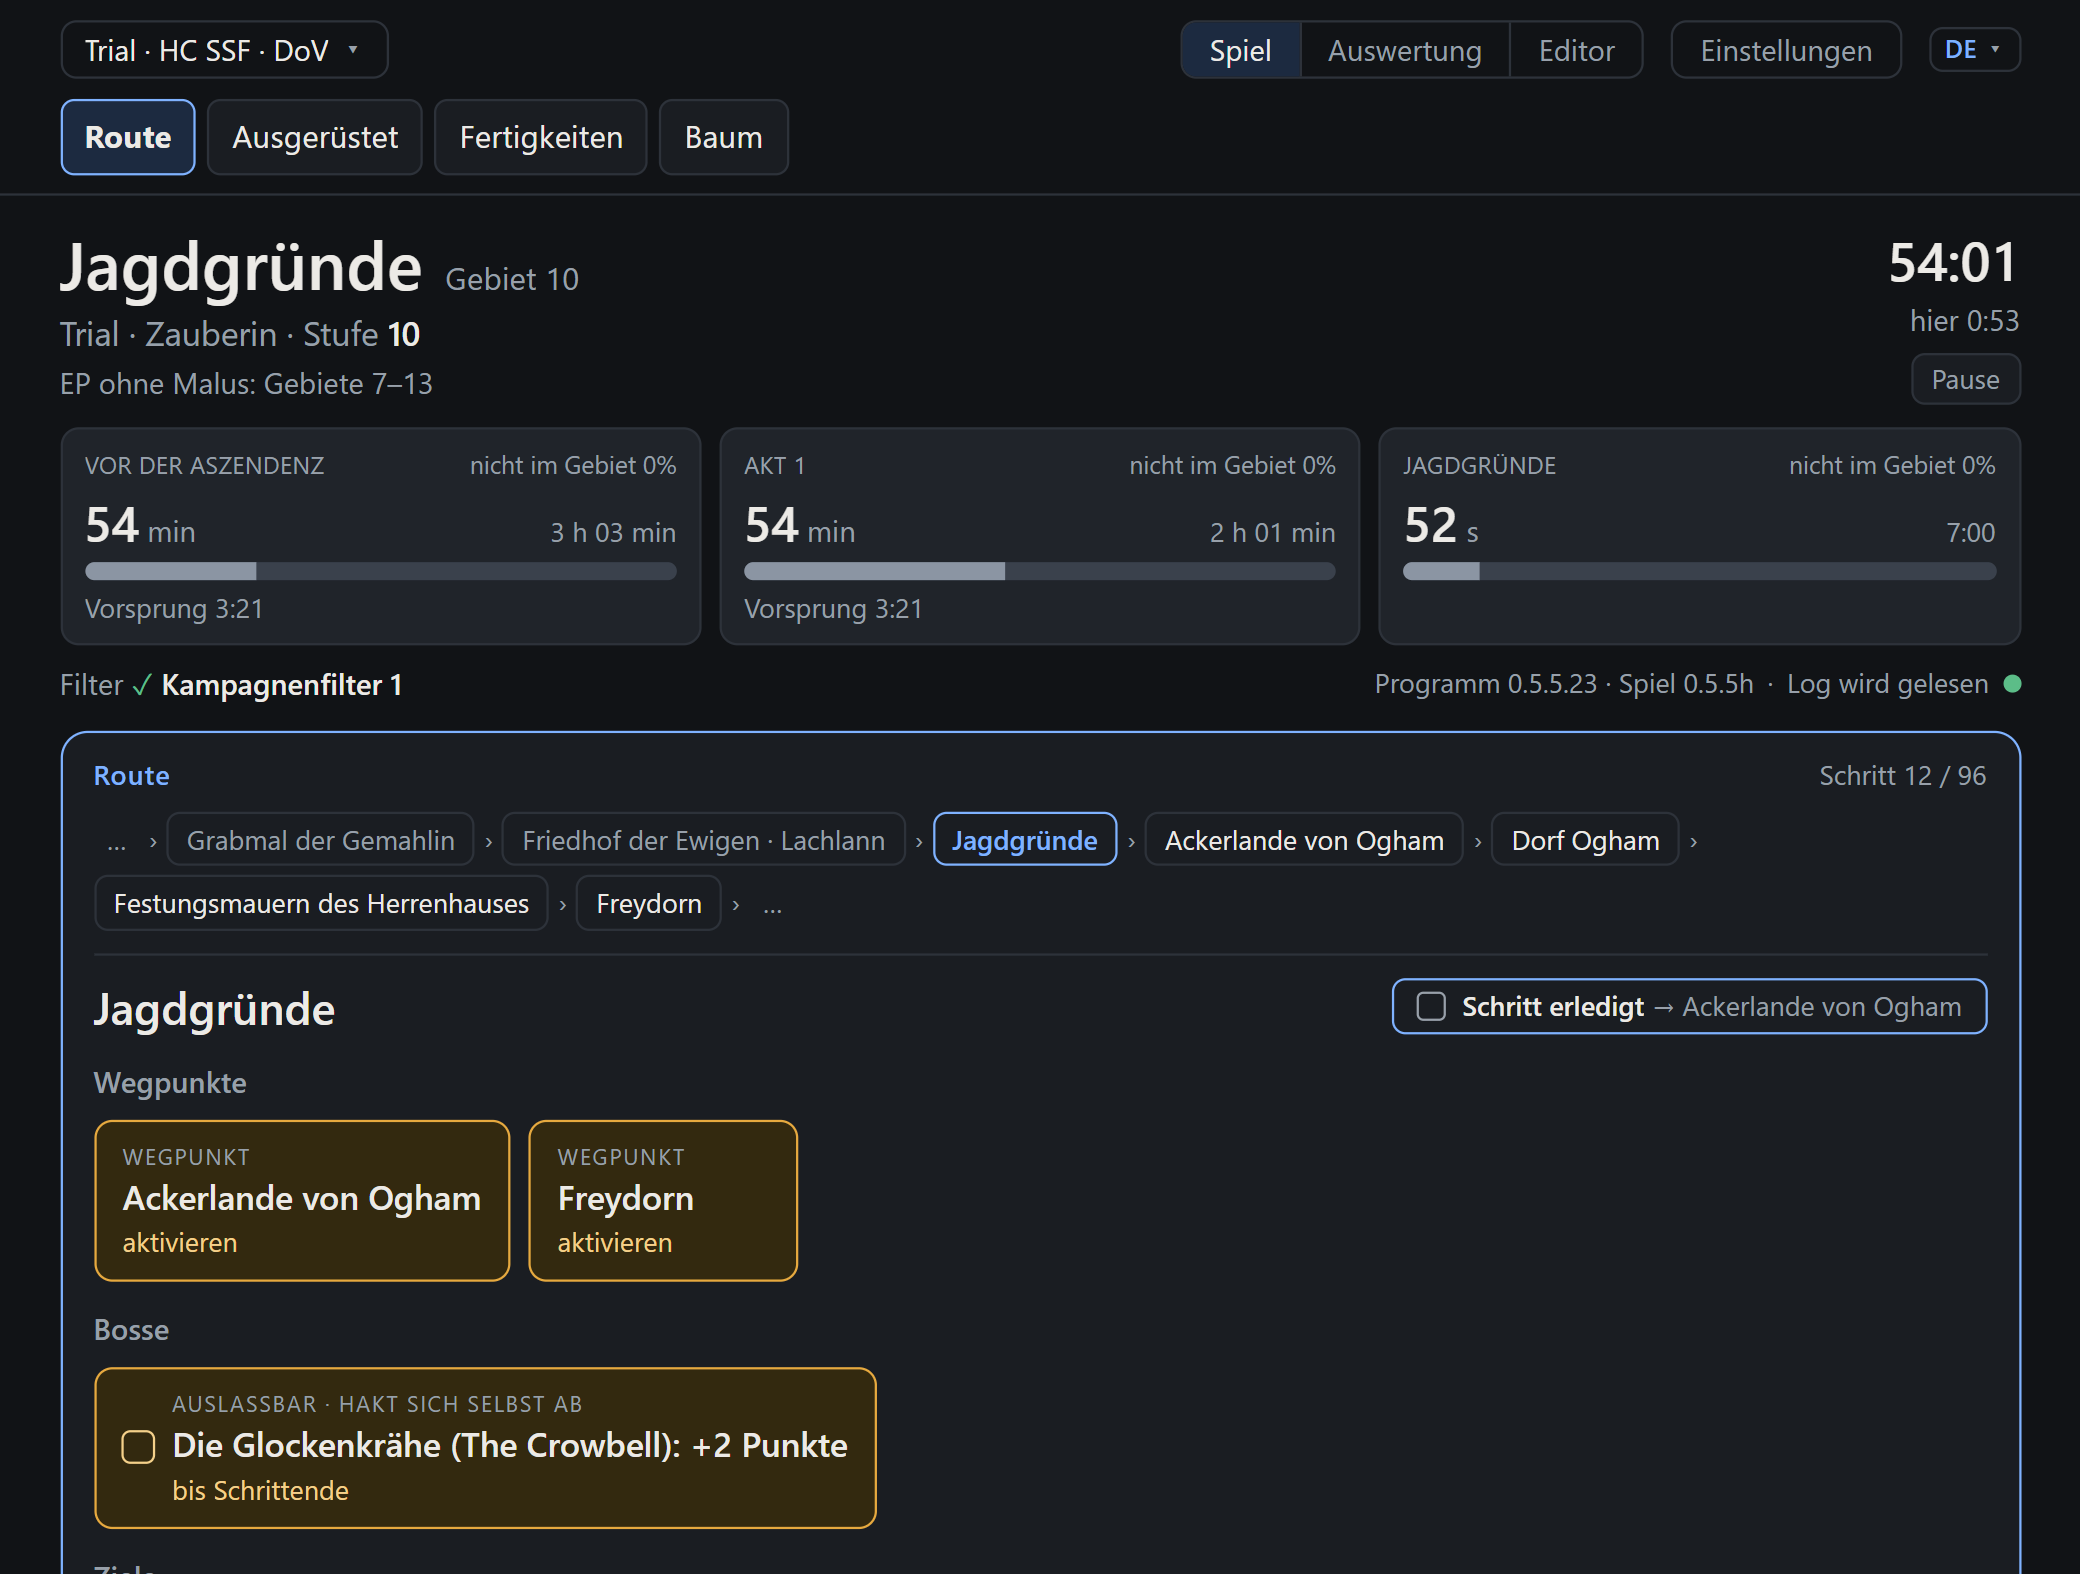 Trial · HC SSF · DoV ▾
Spiel Auswertung Editor Einstellungen DE ▾
Route Ausgerüstet Fertigkeiten Baum
Jagdgründe Gebiet 10
54:01
Trial · Zauberin · Stufe 10
hier 0:53
EP ohne Malus: Gebiete 7–13
Pause
VOR DER ASZENDENZ nicht im Gebiet 0%
54 min 3 h 03 min
Vorsprung 3:21
AKT 1 nicht im Gebiet 0%
54 min 2 h 01 min
Vorsprung 3:21
JAGDGRÜNDE nicht im Gebiet 0%
52 s 7:00
Filter ✓ Kampagnenfilter 1
Programm 0.5.5.23 · Spiel 0.5.5h · Log wird gelesen
Route Schritt 12 / 96
... › Grabmal der Gemahlin › Friedhof der Ewigen · Lachlann › Jagdgründe › Ackerlande von Ogham › Dorf Ogham ›
Festungsmauern des Herrenhauses › Freydorn › ...
Jagdgründe
Schritt erledigt → Ackerlande von Ogham
Wegpunkte
WEGPUNKT
Ackerlande von Ogham
aktivieren
WEGPUNKT
Freydorn
aktivieren
Bosse
AUSLASSBAR · HAKT SICH SELBST AB
Die Glockenkrähe (The Crowbell): +2 Punkte
bis Schrittende